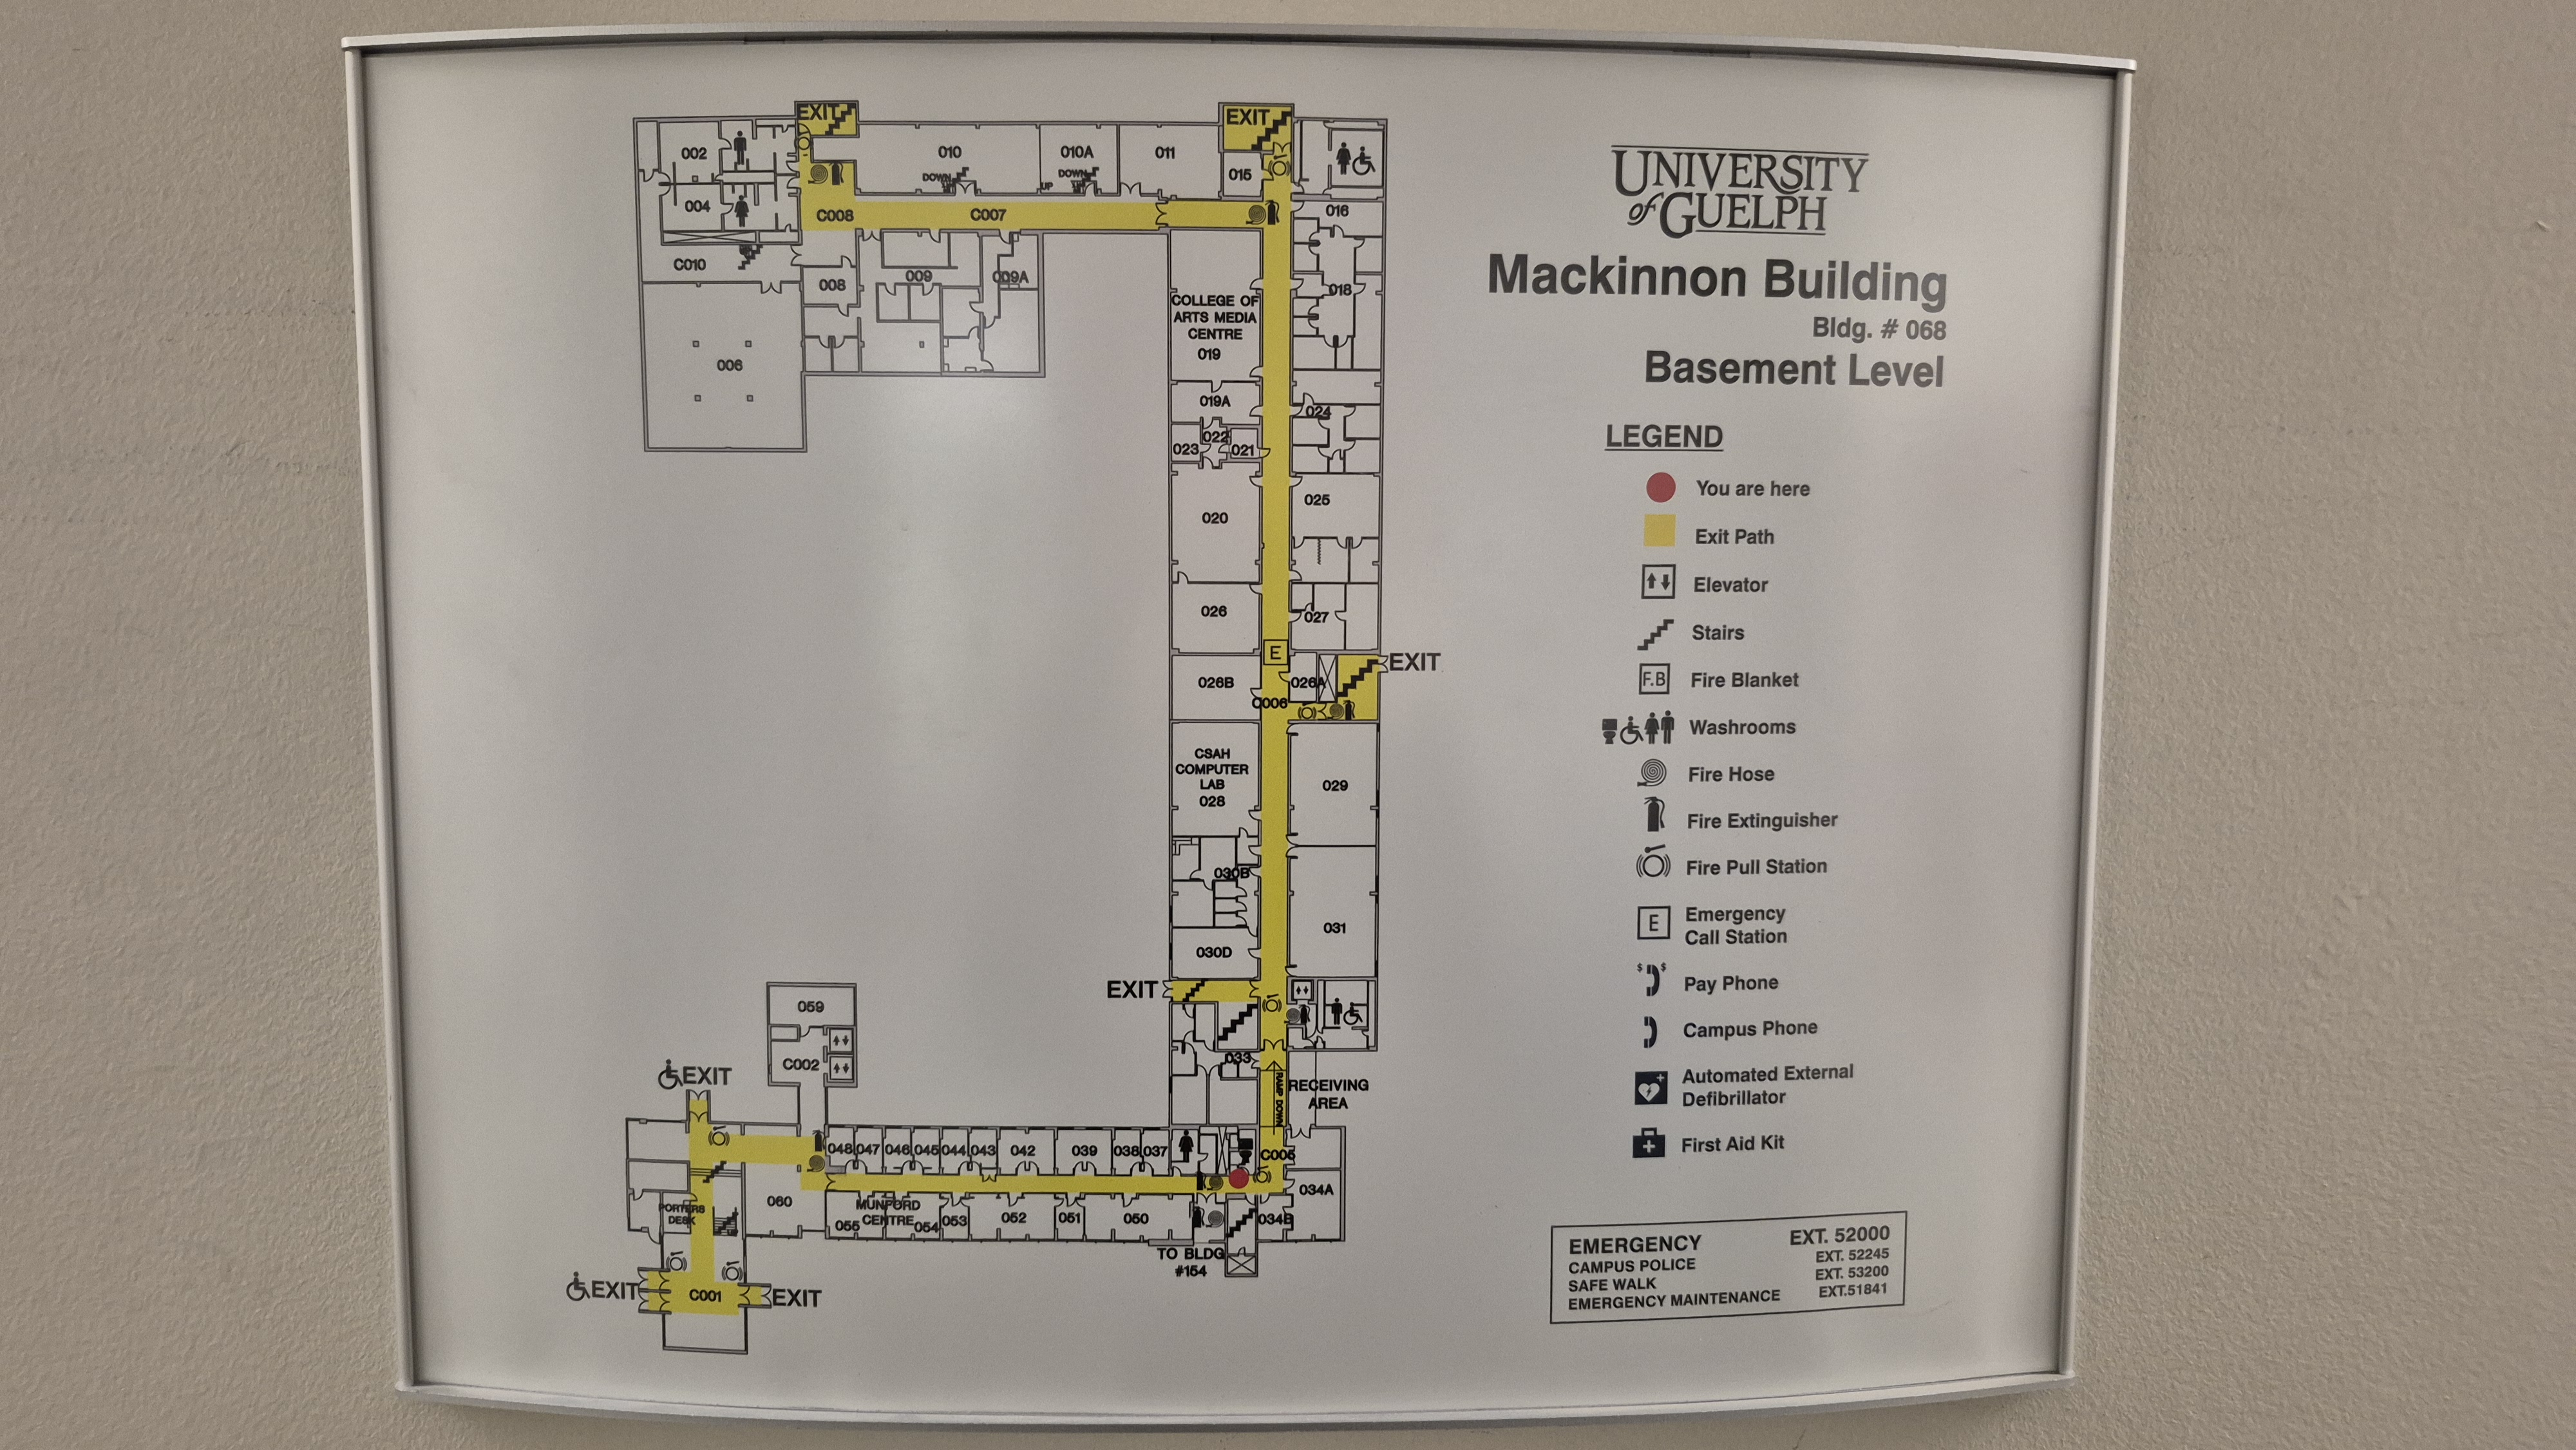 UNIVERSITY
of GUELPH
Mackinnon Building
Bldg. # 068
Basement Level
LEGEND
You are here
Exit Path
Elevator
Stairs
F.B Fire Blanket
Washrooms
Fire Hose
Fire Extinguisher
Fire Pull Station
E Emergency
Call Station
$ $ Pay Phone
Campus Phone
Automated External
Defibrillator
First Aid Kit
EMERGENCY EXT. 52000
CAMPUS POLICE EXT. 52245
SAFE WALK EXT. 53200
EMERGENCY MAINTENANCE EXT.51841
EXIT
EXIT
002
010
010A
011
015
DOWN
UP
DOWN
004
C008
C007
016
C010
008
009
009A
018
COLLEGE OF
ARTS MEDIA
CENTRE
019
006
019A
024
022
023
021
025
020
026
027
E
EXIT
026B
026A
C006
CSAH
COMPUTER
LAB
028
029
030B
031
030D
EXIT
059
033
C002
EXIT
RAMP DOWN
RECEIVING
AREA
048
047
046
045
044
043
042
039
038
037
C005
034A
060
MUNFORD
CENTRE
055
054
053
052
051
050
034B
PORTERS
DESK
TO BLDG
#154
EXIT
C001
EXIT